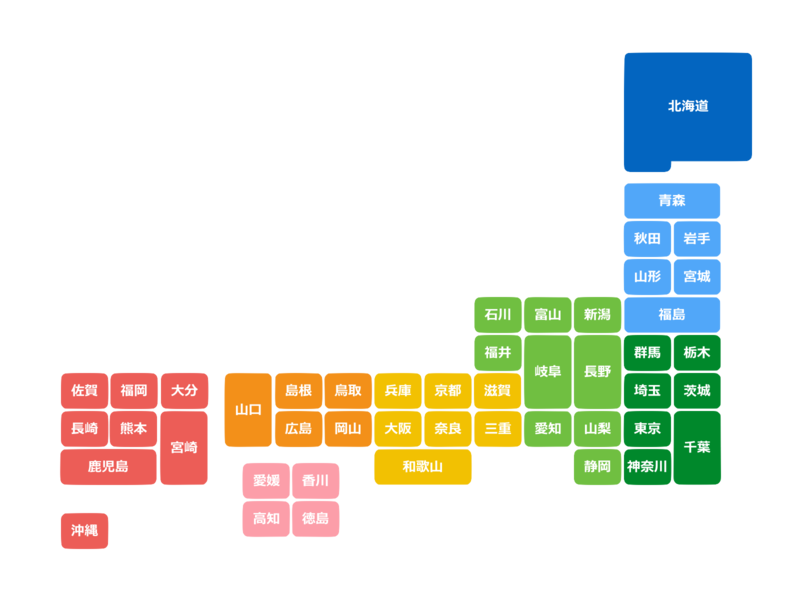 北海道
青森
秋田 岩手
山形 宮城
石川 富山 新潟 福島
福井 岐阜 長野 群馬 栃木
佐賀 福岡 大分 山口 島根 鳥取 兵庫 京都 滋賀 埼玉 茨城
長崎 熊本 宮崎 広島 岡山 大阪 奈良 三重 愛知 山梨 東京 千葉
鹿児島 愛媛 香川 和歌山 静岡 神奈川
沖縄 高知 徳島